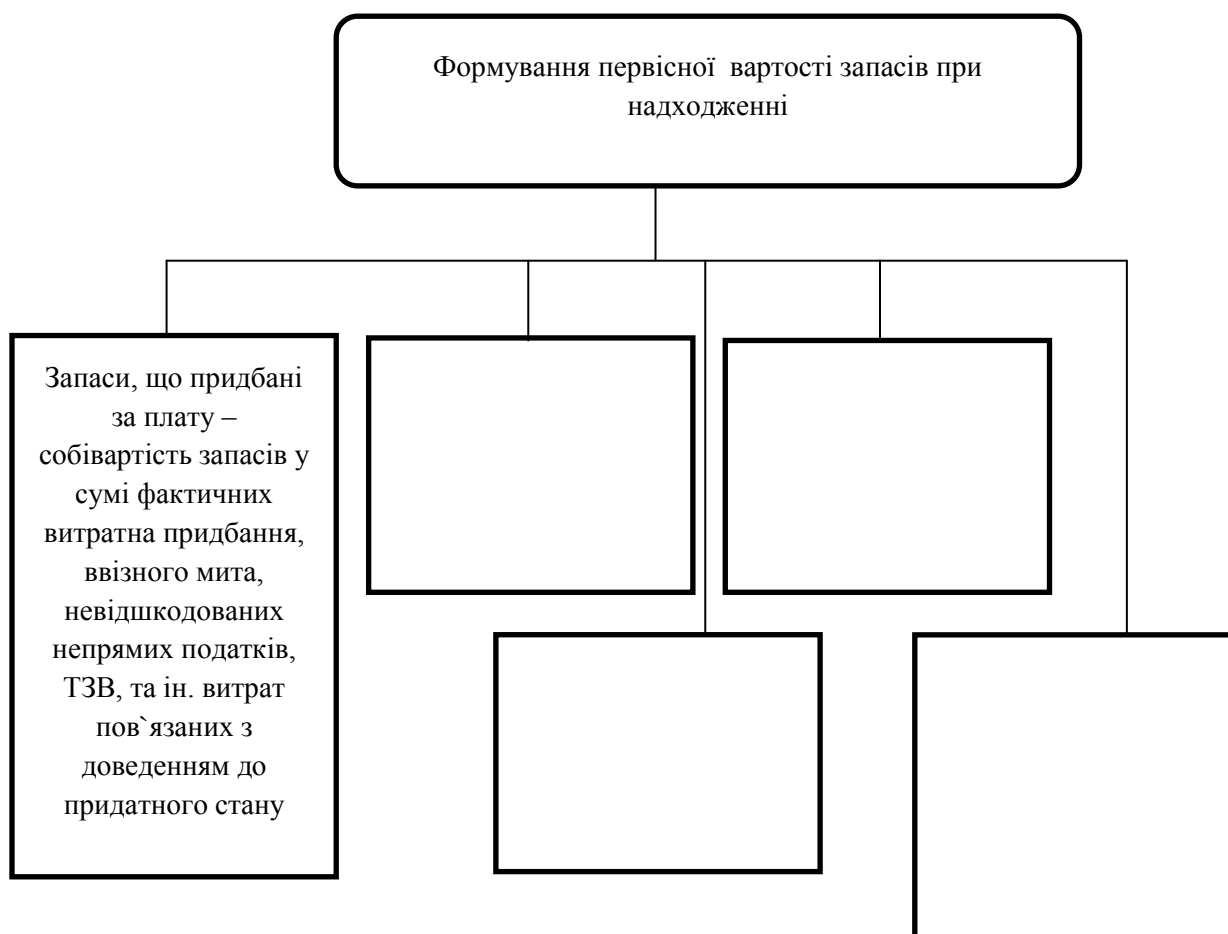 Формування первісної вартості запасів при
надходженні
Запаси, що придбані
за плату –
собівартість запасів у
сумі фактичних
витратна придбання,
ввізного мита,
невідшкодованих
непрямих податків,
ТЗВ, та ін. витрат
пов`язаних з
доведенням до
придатного стану